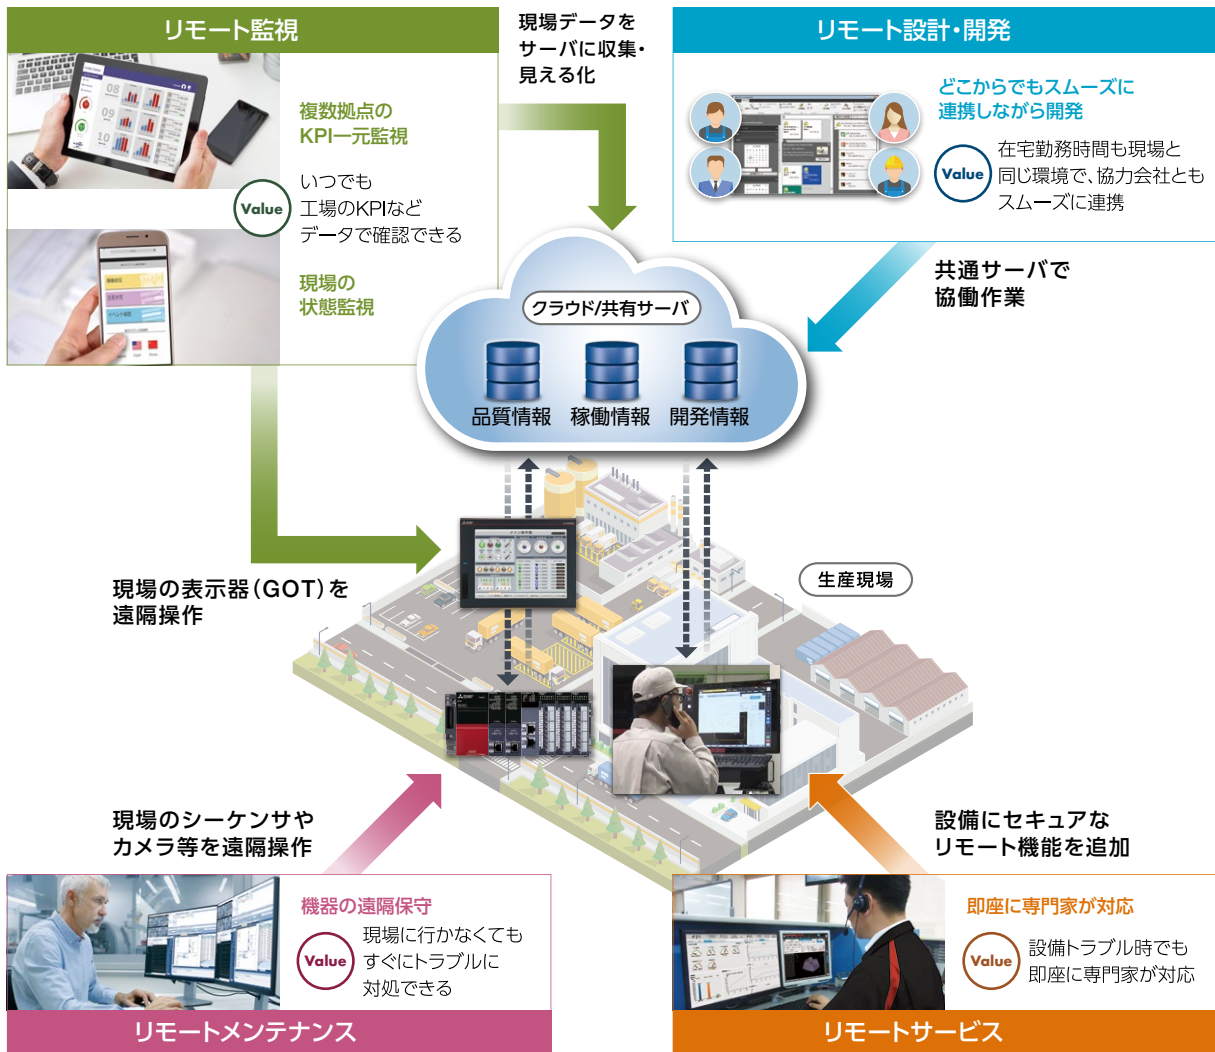 リモート監視
複数拠点の
KPI一元監視
Value
いつでも
工場のKPIなど
データで確認できる
現場の
状態監視
現場データを
サーバに収集・
見える化
リモート設計・開発
どこからでもスムーズに
連携しながら開発
Value
在宅勤務時間も現場と
同じ環境で、協力会社とも
スムーズに連携
共通サーバで
協働作業
クラウド/共有サーバ
品質情報 稼働情報 開発情報
現場の表示器(GOT)を
遠隔操作
生産現場
現場のシーケンサや
カメラ等を遠隔操作
設備にセキュアな
リモート機能を追加
機器の遠隔保守
Value
現場に行かなくても
すぐにトラブルに
対処できる
リモートメンテナンス
即座に専門家が対応
Value
設備トラブル時でも
即座に専門家が対応
リモートサービス